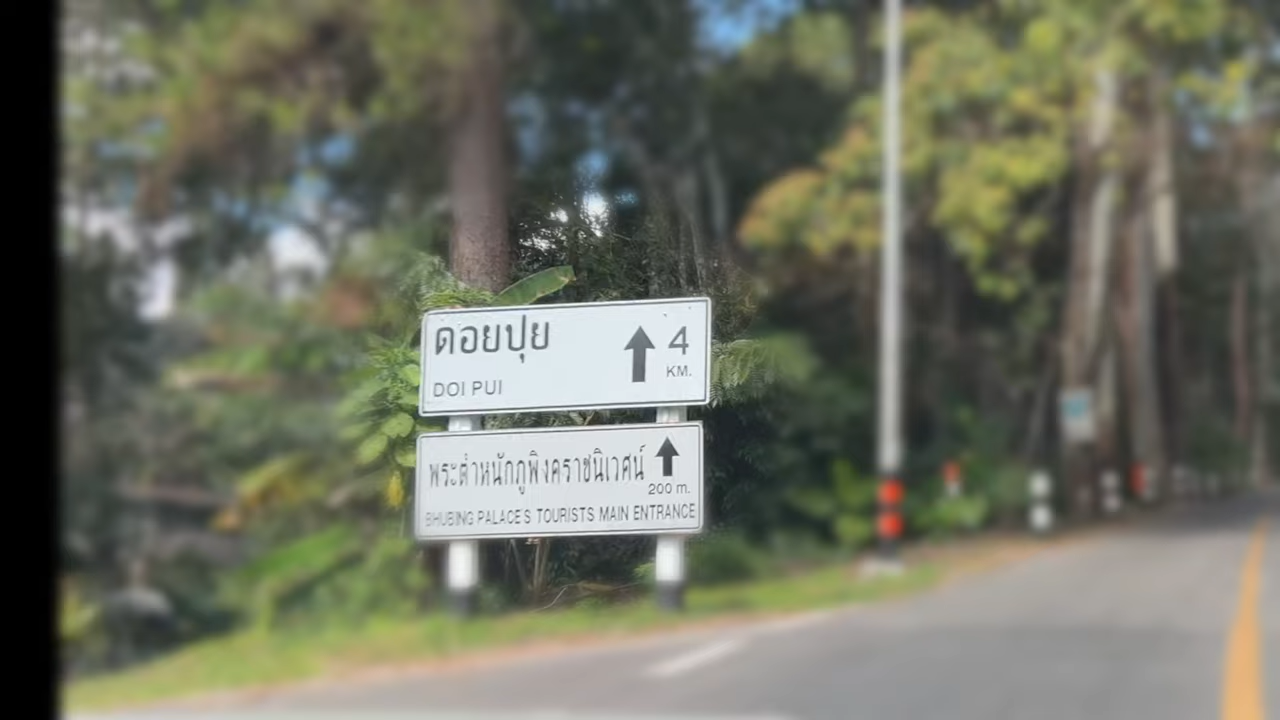 ดอยปุย
4
DOI PUI
KM.
พระตำหนักภูพิงคราชนิเวศน์
200 m.
BHUBING PALACE'S TOURISTS MAIN ENTRANCE